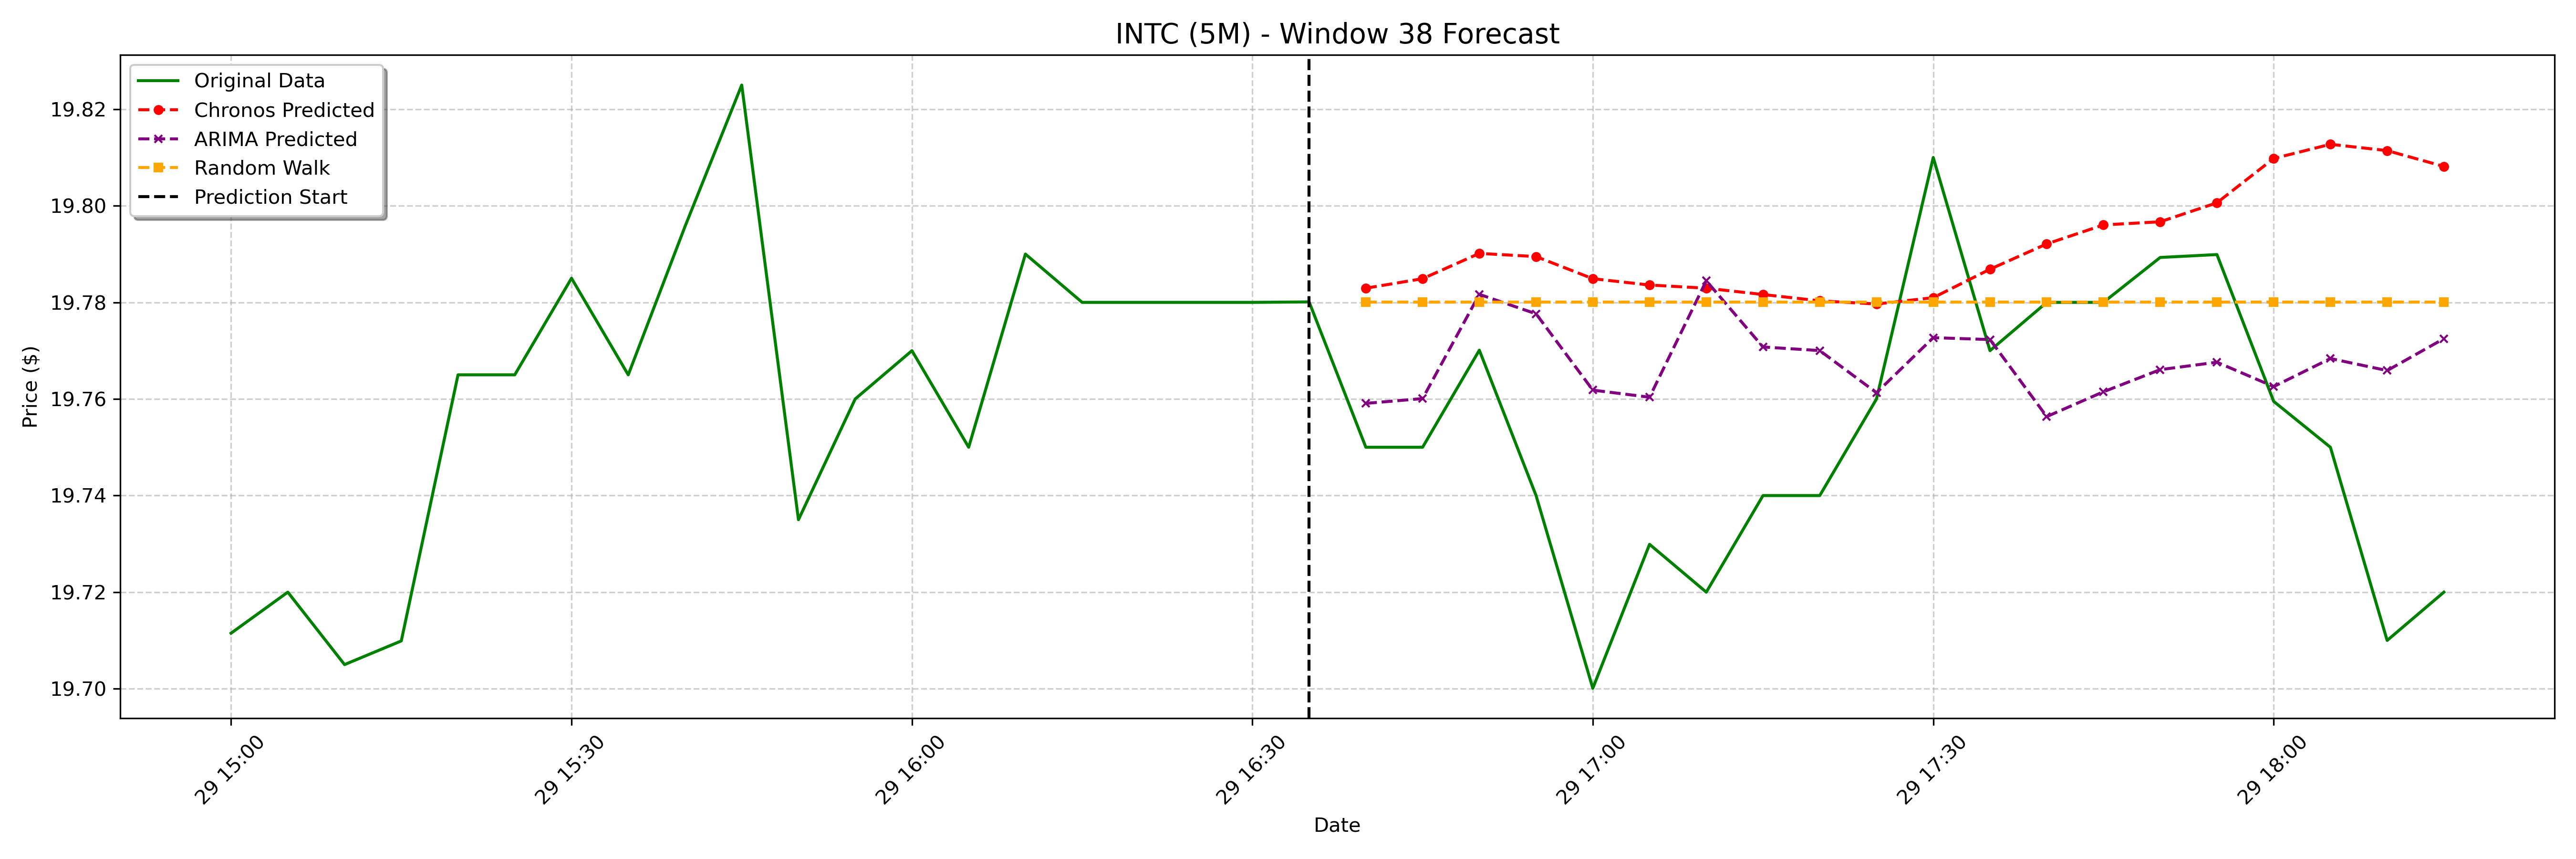 INTC (5M) - Window 38 Forecast
Original Data
Chronos Predicted
ARIMA Predicted
Random Walk
Prediction Start
Price ($)
19.82
19.80
19.78
19.76
19.74
19.72
19.70
29 15:00
29 15:30
29 16:00
29 16:30
29 17:00
29 17:30
29 18:00
Date